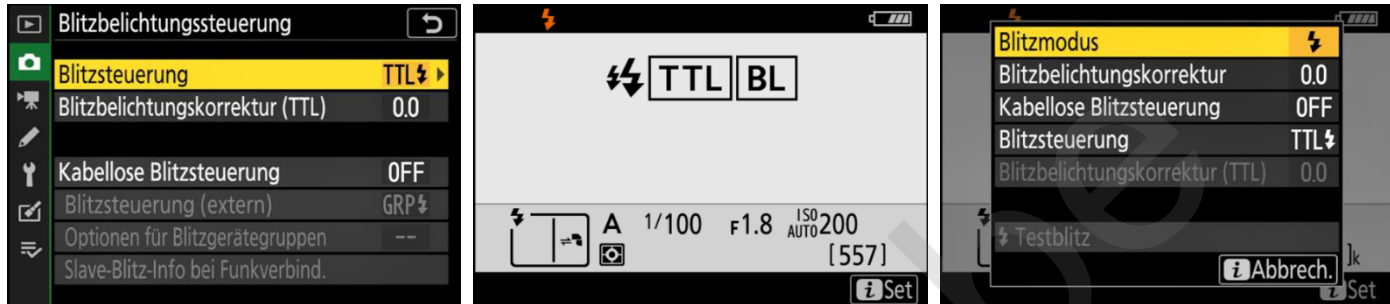 Blitzbelichtungssteuerung
Blitzsteuerung TTL
Blitzbelichtungskorrektur (TTL) 0.0
Kabellose Blitzsteuerung OFF
Blitzsteuerung (extern) GRP
Optionen für Blitzgerätegruppen --
Slave-Blitz-Info bei Funkverbind.
TTL BL
A 1/100 F1.8 ISO AUTO 200
[557]
i Set
Blitzmodus
Blitzbelichtungskorrektur 0.0
Kabellose Blitzsteuerung OFF
Blitzsteuerung TTL
Blitzbelichtungskorrektur (TTL) 0.0
Testblitz
]k
i Abbrech.
i Set